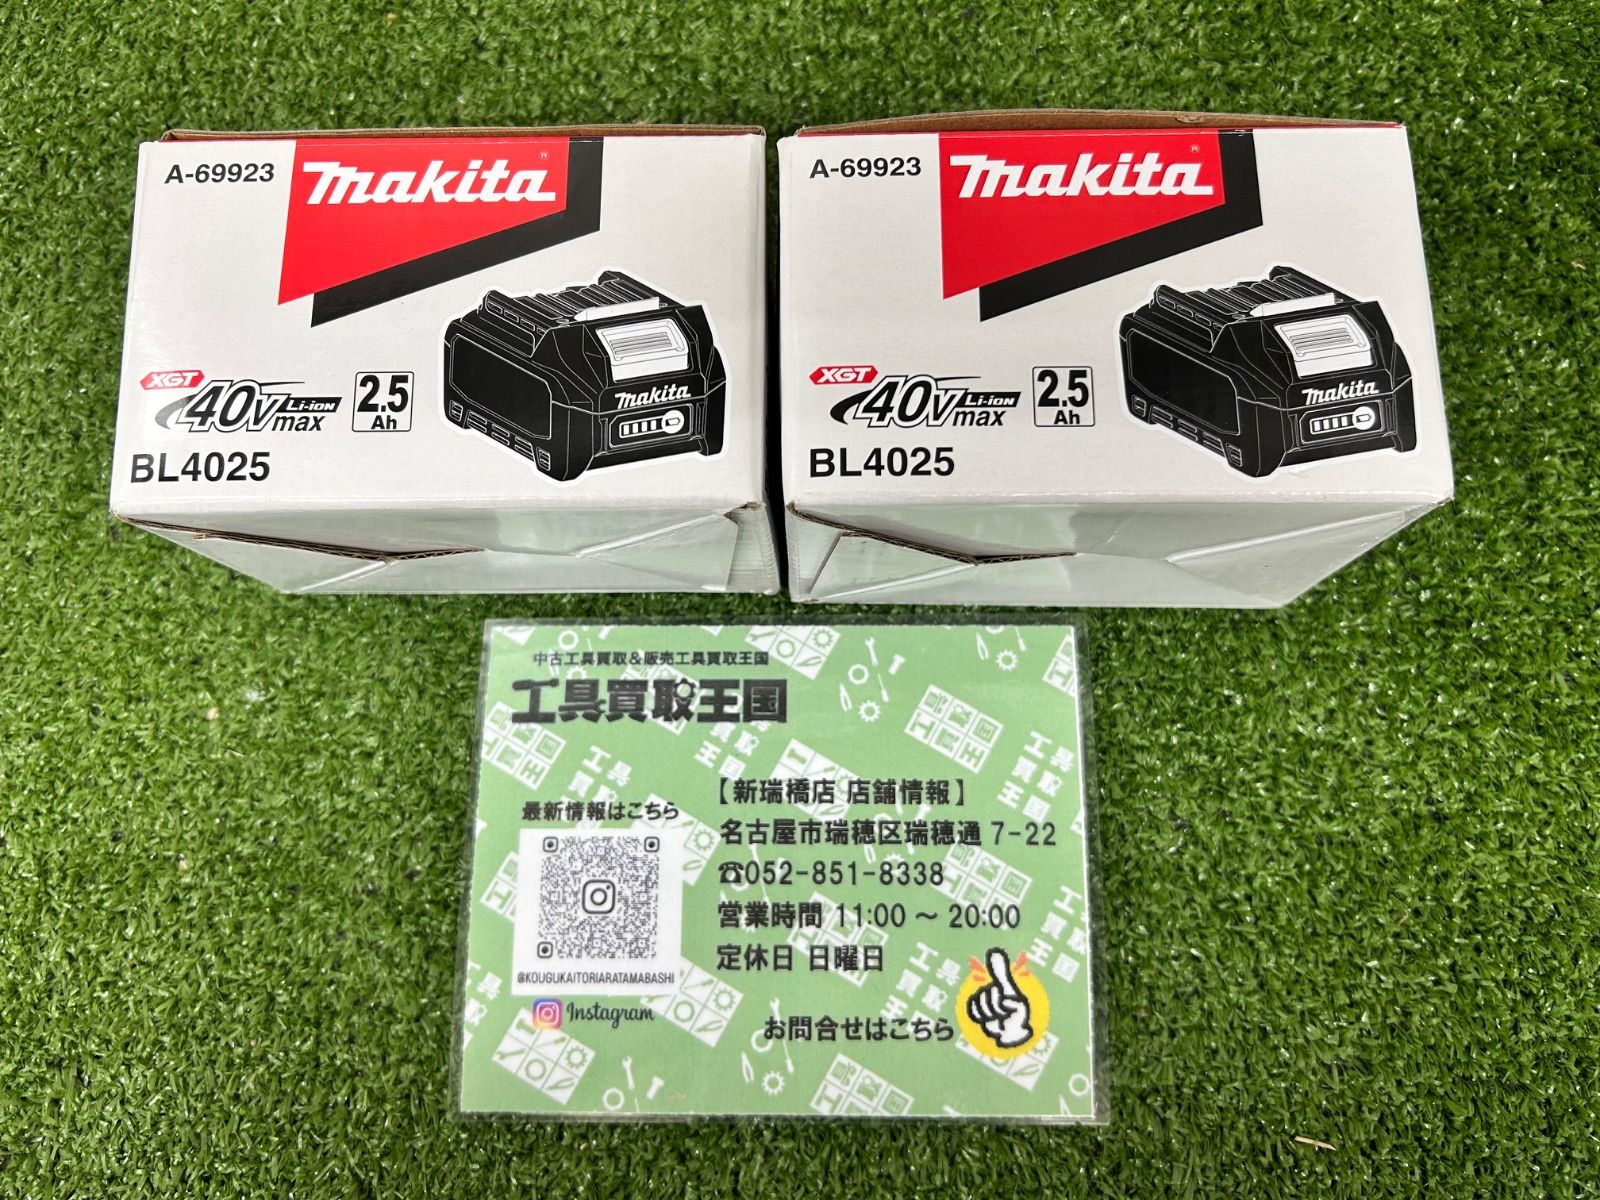 A-69923
makita®
XGT
40Vmax Li-ion
2.5
Ah
makita
BL4025
A-69923
makita®
XGT
40Vmax Li-ion
2.5
Ah
makita
BL4025
中古工具買取&販売工具買取王国
工具買取王国
【新瑞橋店 店舗情報】
名古屋市瑞穂区瑞穂通 7-22
☎052-851-8338
営業時間 11:00 ～ 20:00
定休日 日曜日
最新情報はこちら
@KOUGUKAITORIARATAMABASHI
Instagram
お問合せはこちら